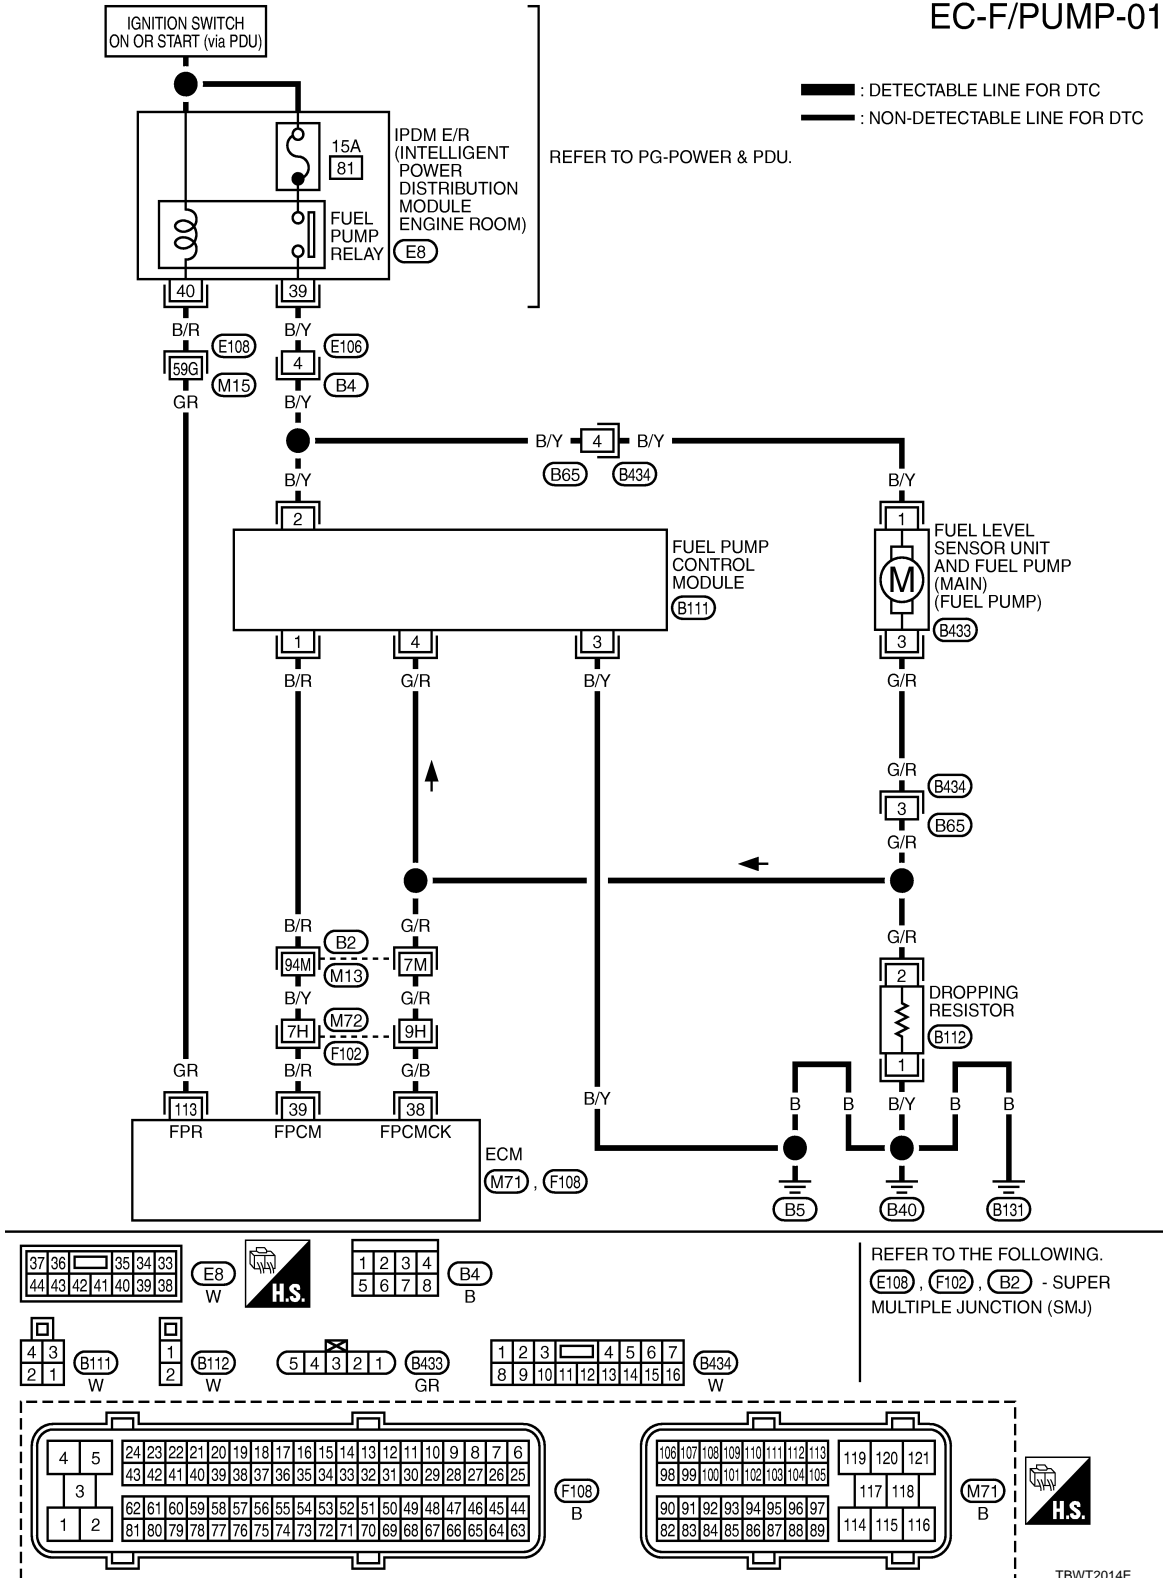 EC-F/PUMP-01
IGNITION SWITCH
ON OR START (via PDU)
: DETECTABLE LINE FOR DTC
: NON-DETECTABLE LINE FOR DTC
15A
81
IPDM E/R
(INTELLIGENT
POWER
DISTRIBUTION
MODULE
ENGINE ROOM)
E8
REFER TO PG-POWER & PDU.
FUEL
PUMP
RELAY
40
39
B/R
B/Y
E108
E106
59G
4
M15
B4
GR
B/Y
B/Y
4
B/Y
B65
B434
B/Y
B/Y
2
1
FUEL PUMP
CONTROL
MODULE
B111
M
FUEL LEVEL
SENSOR UNIT
AND FUEL PUMP
(MAIN)
(FUEL PUMP)
B433
1
4
3
3
B/R
G/R
B/Y
G/R
G/R
B434
3
B65
G/R
B/R
G/R
G/R
B2
94M
7M
M13
2
DROPPING
RESISTOR
B112
1
B/Y
G/R
M72
7H
9H
F102
GR
B/R
G/B
B/Y
B
B
B/Y
B
B
113
39
38
FPR
FPCM
FPCMCK
ECM
M71 , F108
B5
B40
B131
37 36 35 34 33
44 43 42 41 40 39 38
E8
W
H.S.
1 2 3 4
5 6 7 8
B4
B
REFER TO THE FOLLOWING.
E108 , F102 , B2 - SUPER
MULTIPLE JUNCTION (SMJ)
4 3
2 1
B111
W
1
2
B112
W
5 4 3 2 1
B433
GR
1 2 3 4 5 6 7
8 9 10 11 12 13 14 15 16
B434
W
4 5
3
1 2
24 23 22 21 20 19 18 17 16 15 14 13 12 11 10 9 8 7 6
43 42 41 40 39 38 37 36 35 34 33 32 31 30 29 28 27 26 25
62 61 60 59 58 57 56 55 54 53 52 51 50 49 48 47 46 45 44
81 80 79 78 77 76 75 74 73 72 71 70 69 68 67 66 65 64 63
F108
B
106 107 108 109 110 111 112 113
98 99 100 101 102 103 104 105
90 91 92 93 94 95 96 97
82 83 84 85 86 87 88 89
119 120 121
117 118
114 115 116
M71
B
H.S.
TBWT2014E